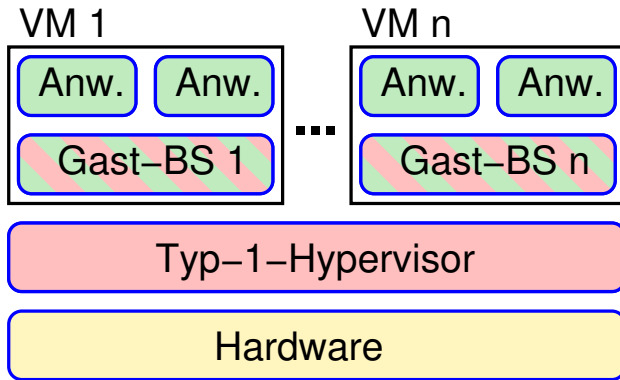 VM 1
VM n
Anw.
Anw.
Anw.
Anw.
...
Gast−BS 1
Gast−BS n
Typ−1−Hypervisor
Hardware